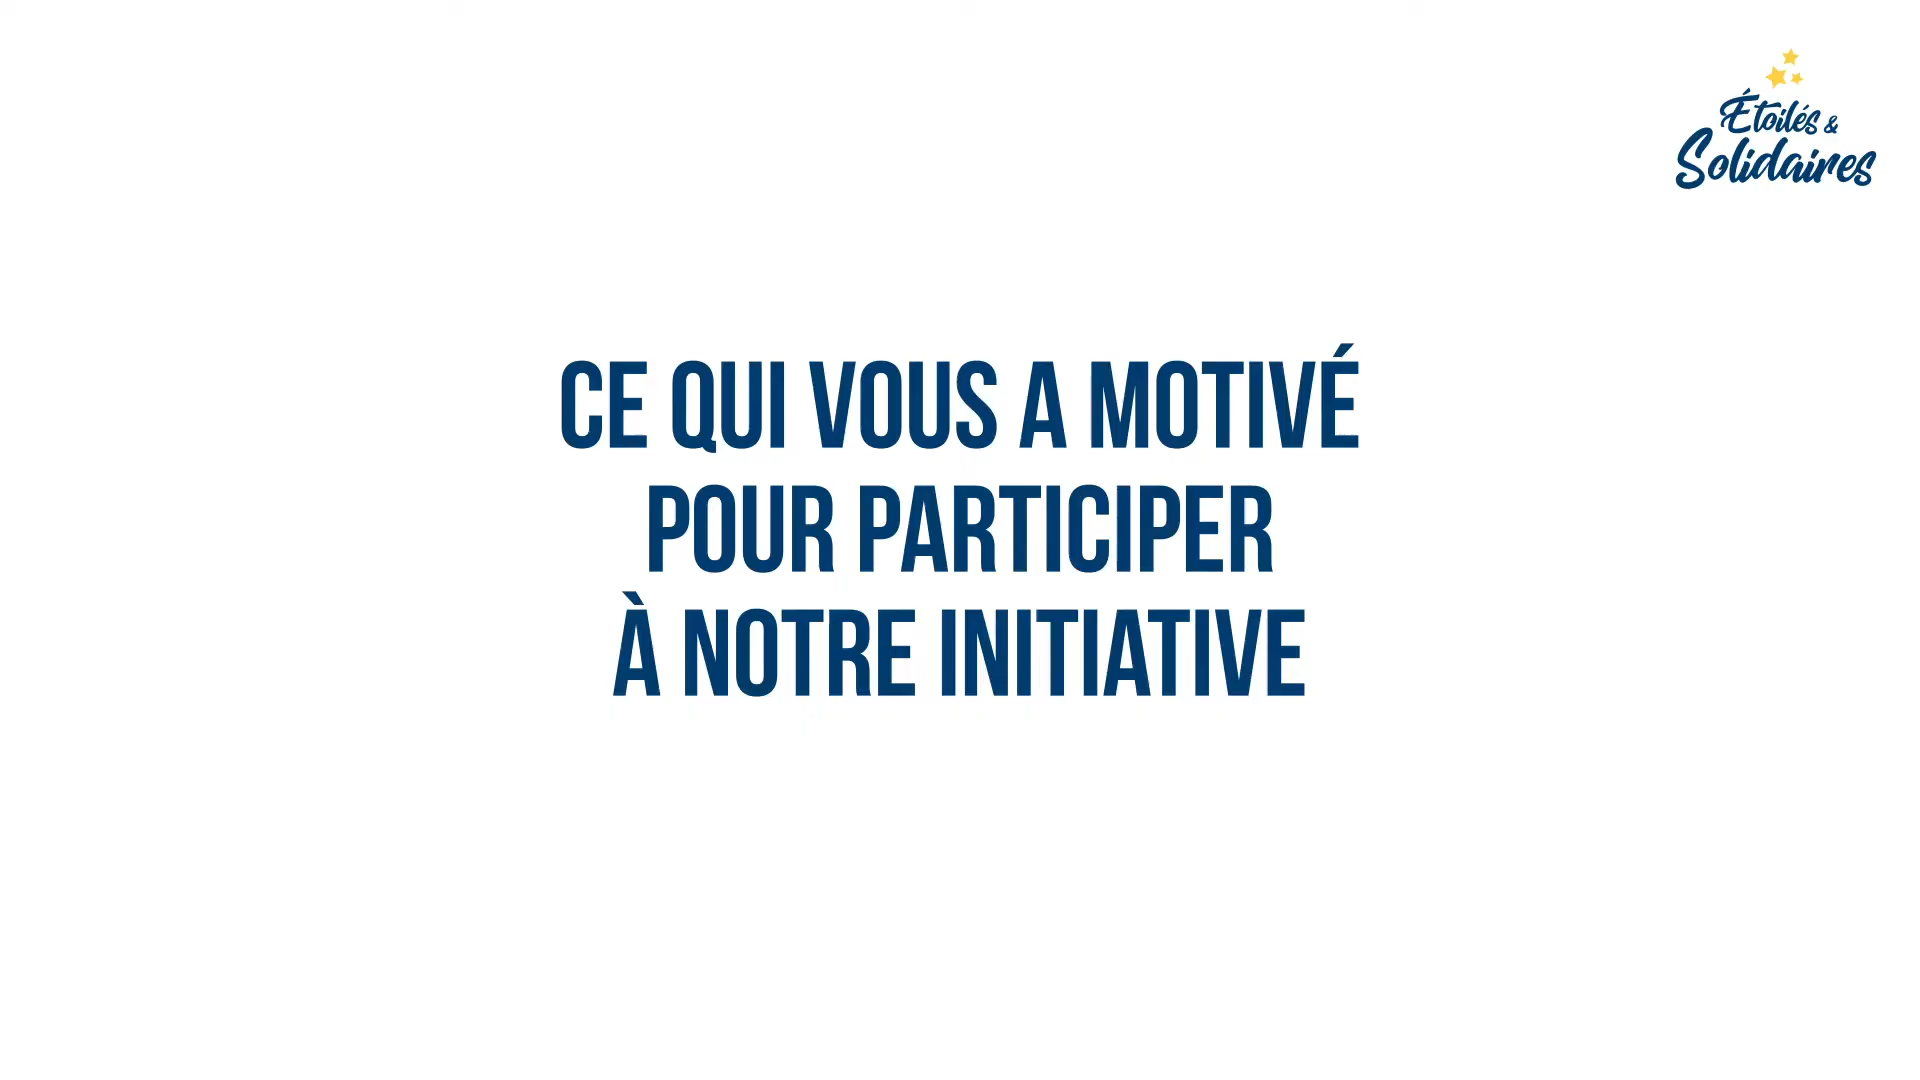 Étoilés &
Solidaires
CE QUI VOUS A MOTIVÉ
POUR PARTICIPER
À NOTRE INITIATIVE